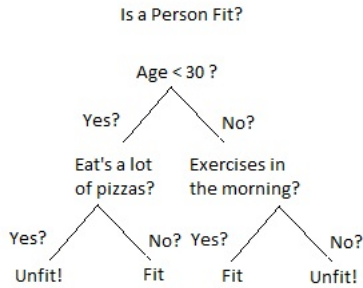 Is a Person Fit?
Age < 30 ?
Yes?
No?
Eat's a lot
of pizzas?
Exercises in
the morning?
Yes?
No?
Yes?
No?
Unfit!
Fit
Fit
Unfit!